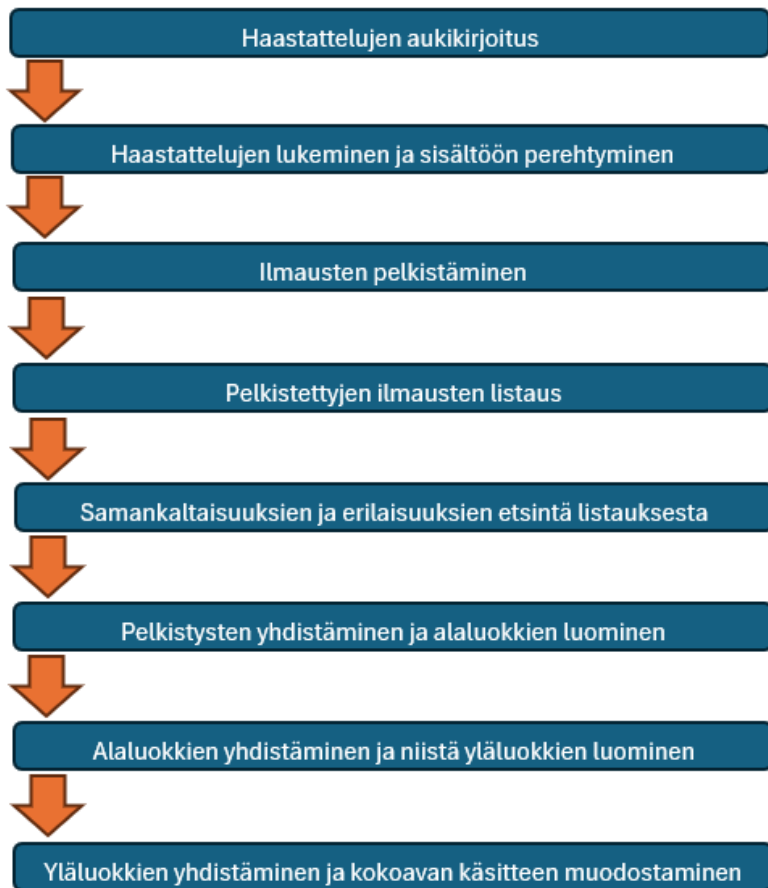 Haastattelujen aukikirjoitus
Haastattelujen lukeminen ja sisältöön perehtyminen
Ilmausten pelkistäminen
Pelkistettyjen ilmausten listaus
Samankaltaisuuksien ja erilaisuuksien etsintä listauksesta
Pelkistysten yhdistäminen ja alaluokkien luominen
Alaluokkien yhdistäminen ja niistä yläluokkien luominen
Yläluokkien yhdistäminen ja kokoavan käsitteen muodostaminen